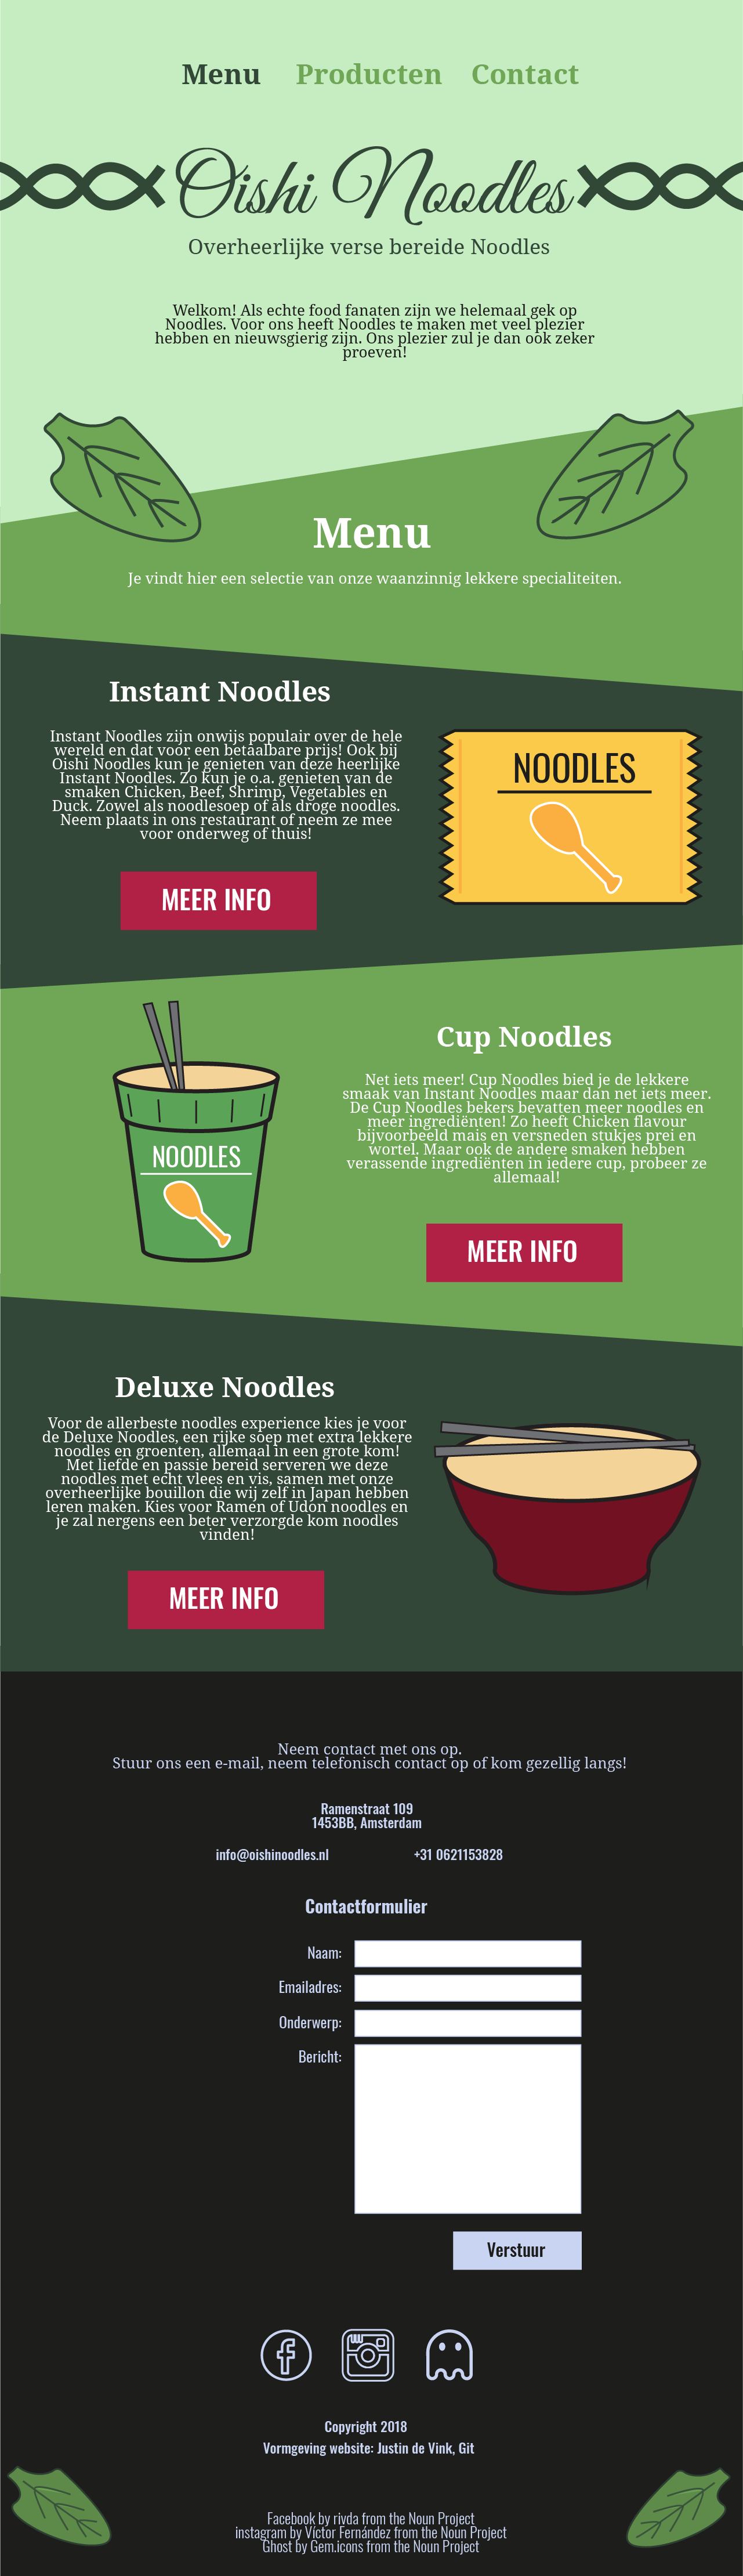 Menu Producten Contact
Oishi Noodles
Overheerlijke verse bereide Noodles
Welkom! Als echte food fanaten zijn we helemaal gek op
Noodles. Voor ons heeft Noodles te maken met veel plezier
hebben en nieuwsgierig zijn. Ons plezier zul je dan ook zeker
proeven!
Menu
Je vindt hier een selectie van onze waanzinnig lekkere specialiteiten.
Instant Noodles
Instant Noodles zijn onwijs populair over de hele
wereld en dat voor een betaalbare prijs! Ook bij
Oishi Noodles kun je genieten van deze heerlijke
Instant Noodles. Zo kun je o.a. genieten van de
smaken Chicken, Beef, Shrimp, Vegetables en
Duck. Zowel als noodlesoep of als droge noodles.
Neem plaats in ons restaurant of neem ze mee
voor onderweg of thuis!
MEER INFO
NOODLES
NOODLES
Cup Noodles
Net iets meer! Cup Noodles bied je de lekkere
smaak van Instant Noodles maar dan net iets meer.
De Cup Noodles bekers bevatten meer noodles en
meer ingrediënten! Zo heeft Chicken flavour
bijvoorbeeld mais en versneden stukjes prei en
wortel. Maar ook de andere smaken hebben
verassende ingrediënten in iedere cup, probeer ze
allemaal!
MEER INFO
Deluxe Noodles
Voor de allerbeste noodles experience kies je voor
de Deluxe Noodles, een rijke soep met extra lekkere
noodles en groenten, allemaal in een grote kom!
Met liefde en passie bereid serveren we deze
noodles met echt vlees en vis, samen met onze
overheerlijke bouillon die wij zelf in Japan hebben
leren maken. Kies voor Ramen of Udon noodles en
je zal nergens een beter verzorgde kom noodles
vinden!
MEER INFO
Neem contact met ons op.
Stuur ons een e-mail, neem telefonisch contact op of kom gezellig langs!
Ramenstraat 109
1453BB, Amsterdam
info@oishinoodles.nl +31 0621153828
Contactformulier
Naam:
Emailadres:
Onderwerp:
Bericht:
Verstuur
Copyright 2018
Vormgeving website: Justin de Vink, Git
Facebook by rivda from the Noun Project
instagram by Víctor Fernández from the Noun Project
Ghost by Gem.icons from the Noun Project